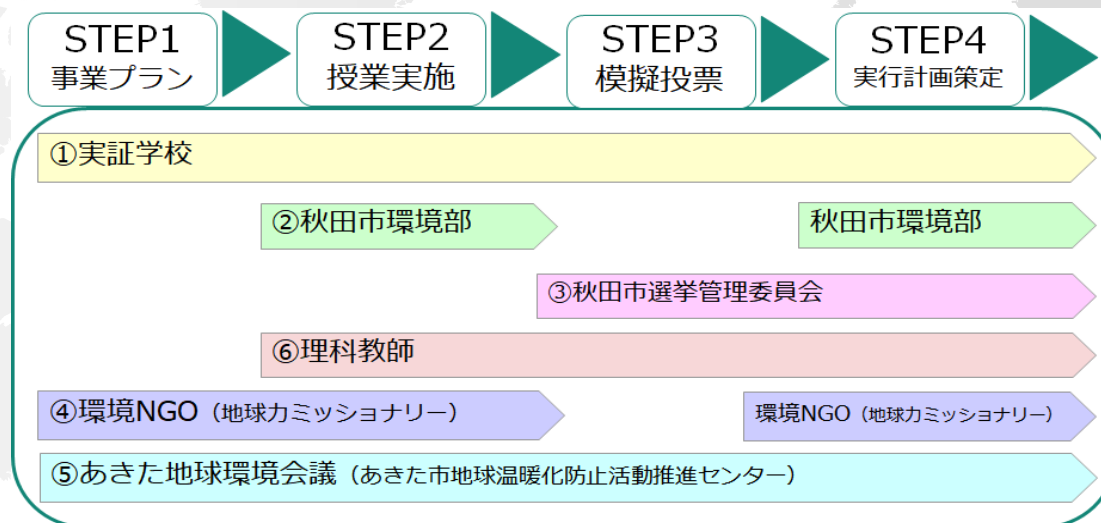 STEP1
事業プラン
STEP2
授業実施
STEP3
模擬投票
STEP4
実行計画策定
①実証学校
②秋田市環境部
秋田市環境部
③秋田市選挙管理委員会
⑥理科教師
④環境NGO（地球力ミッショナリー）
環境NGO（地球力ミッショナリー）
⑤あきた地球環境会議（あきた市地球温暖化防止活動推進センター）